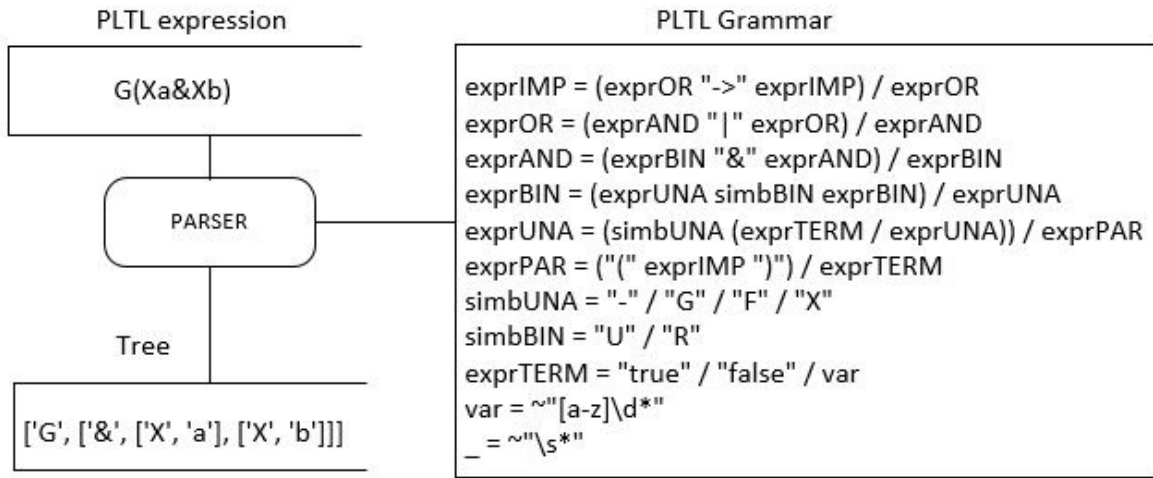 PLTL expression
G(Xa&Xb)
PARSER
Tree
['G', ['&', ['X', 'a'], ['X', 'b']]]
PLTL Grammar
exprIMP = (exprOR "->" exprIMP) / exprOR
exprOR = (exprAND "|" exprOR) / exprAND
exprAND = (exprBIN "&" exprAND) / exprBIN
exprBIN = (exprUNA simbBIN exprBIN) / exprUNA
exprUNA = (simbUNA (exprTERM / exprUNA)) / exprPAR
exprPAR = ("(" exprIMP ")") / exprTERM
simbUNA = "-" / "G" / "F" / "X"
simbBIN = "U" / "R"
exprTERM = "true" / "false" / var
var = ~"[a-z]\d*"
_ = ~"\s*"